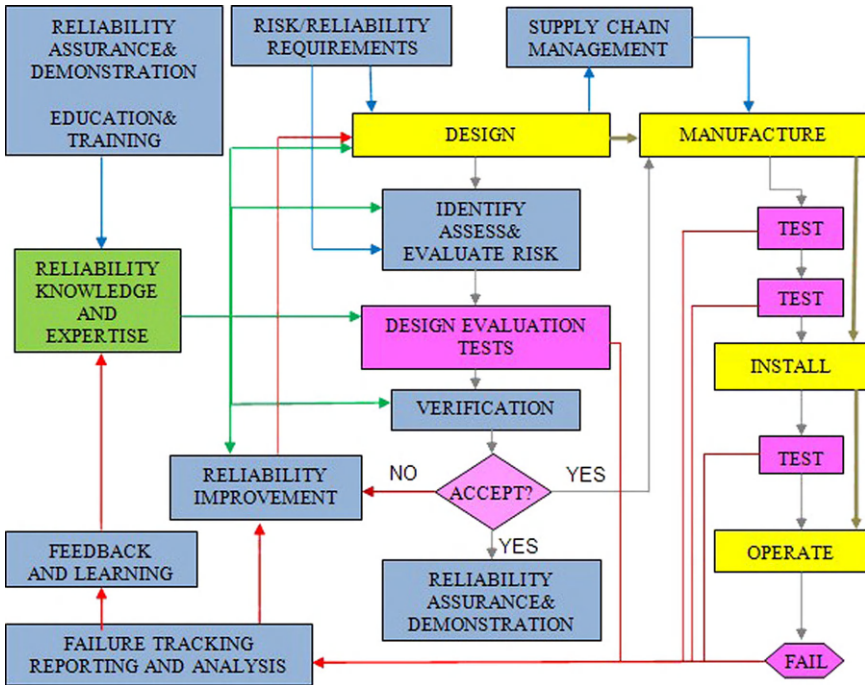 RELIABILITY
ASSURANCE&
DEMONSTRATION
EDUCATION&
TRAINING
RISK/RELIABILITY
REQUIREMENTS
SUPPLY CHAIN
MANAGEMENT
DESIGN
MANUFACTURE
IDENTIFY
ASSESS&
EVALUATE RISK
TEST
RELIABILITY
KNOWLEDGE
AND
EXPERTISE
TEST
DESIGN EVALUATION
TESTS
INSTALL
VERIFICATION
TEST
RELIABILITY
IMPROVEMENT
NO
ACCEPT?
YES
YES
FEEDBACK
AND LEARNING
OPERATE
RELIABILITY
ASSURANCE&
DEMONSTRATION
FAILURE TRACKING
REPORTING AND ANALYSIS
FAIL